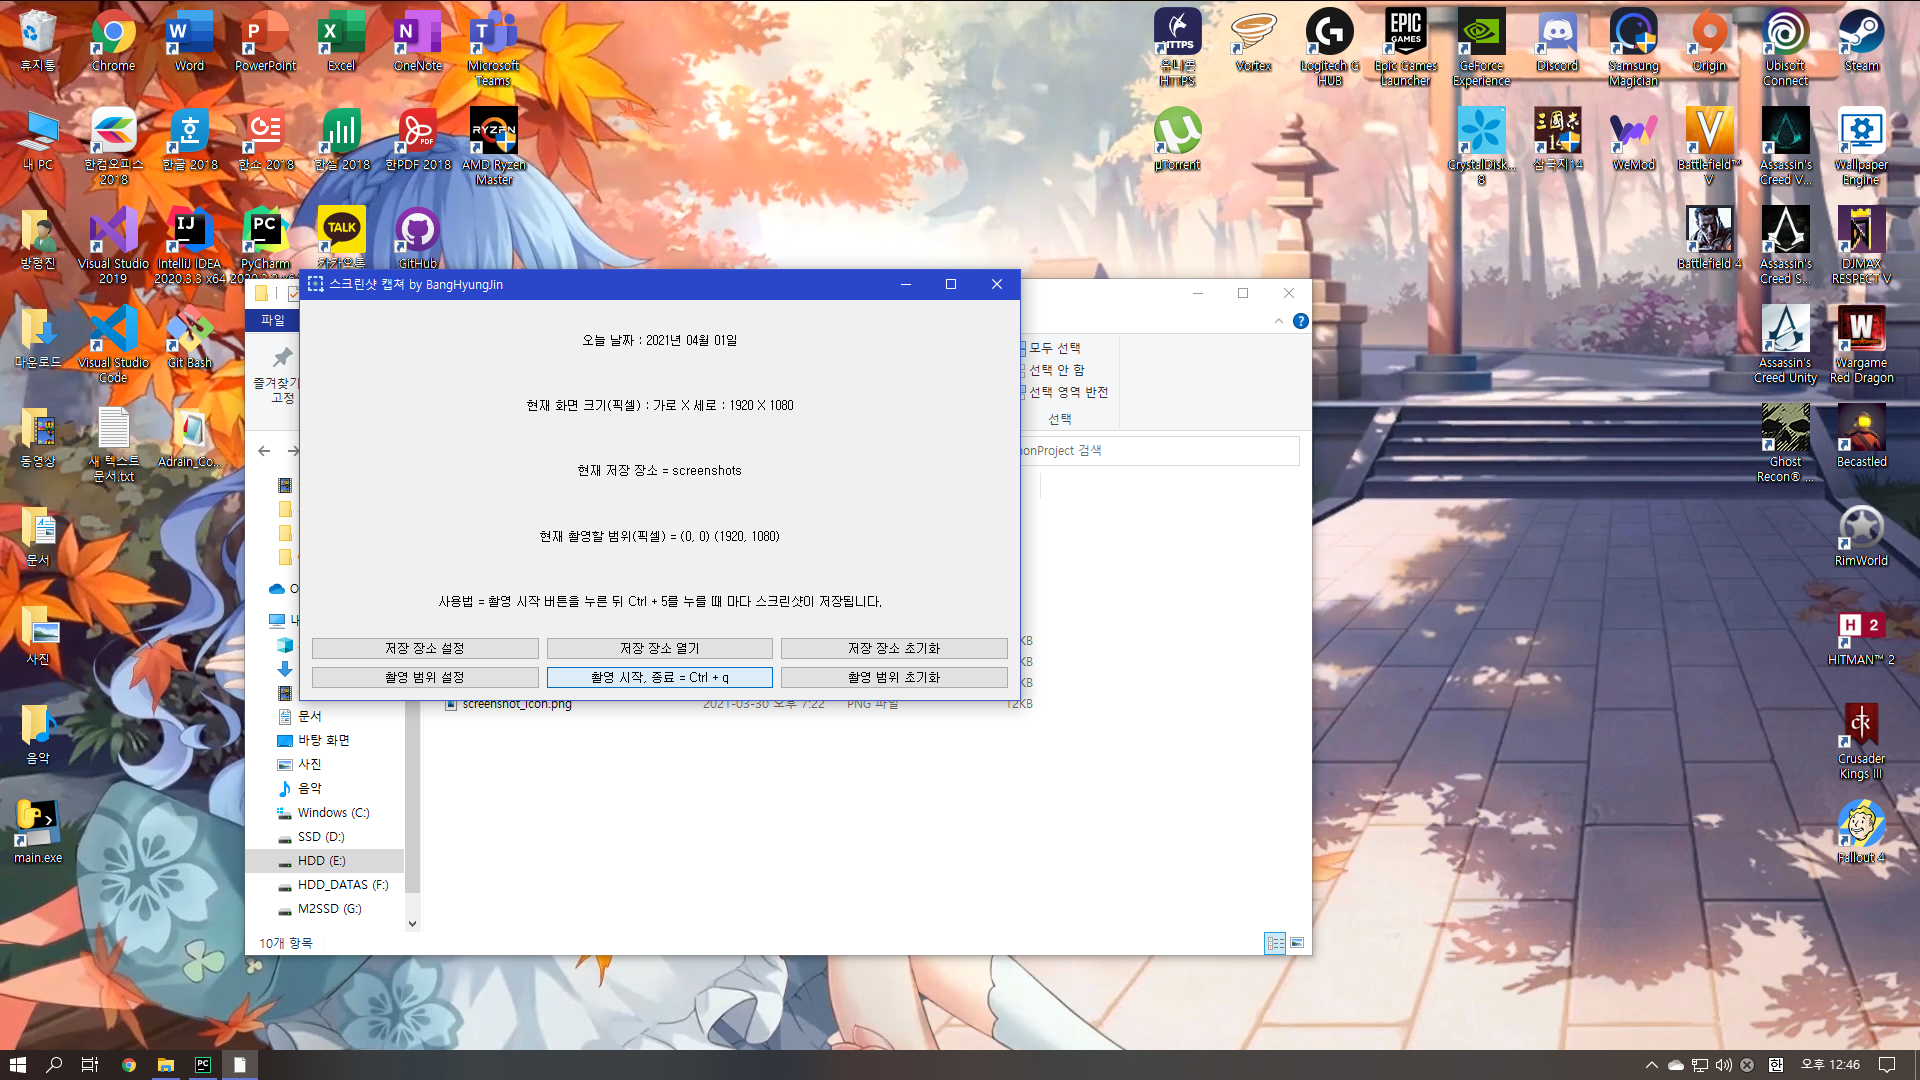 휴지통
Chrome
Word
PowerPoint
Excel
OneNote
Microsoft
Teams
유니콘
HTTPS
Vortex
Logitech G
HUB
Epic Games
Launcher
GeForce
Experience
Discord
Samsung
Magician
Origin
Ubisoft
Connect
Steam
내 PC
한컴오피스
2018
한글 2018
한쇼 2018
한셀 2018
한PDF 2018
AMD Ryzen
Master
µTorrent
CrystalDisk...
8
삼국지14
WeMod
Battlefield™
V
Assassin's
Creed V...
Wallpaper
Engine
방형진
Visual Studio
2019
IntelliJ IDEA
2020.3.3 x64
PyCharm
카카오톡
GitHub
Battlefield 4
Assassin's
Creed S...
DJMAX
RESPECT V
다운로드
Visual Studio
Code
Git Bash
Assassin's
Creed Unity
Wargame
Red Dragon
동영상
새 텍스트
문서.txt
Adrain_Co...
Ghost
Recon® ...
Becastled
문서
RimWorld
사진
HITMAN™ 2
음악
Crusader
Kings III
main.exe
Fallout 4
스크린샷 캡쳐 by BangHyungJin
오늘 날짜 : 2021년 04월 01일
현재 화면 크기(픽셀) : 가로 X 세로 : 1920 X 1080
현재 저장 장소 = screenshots
현재 촬영할 범위(픽셀) = (0, 0) (1920, 1080)
사용법 = 촬영 시작 버튼을 누른 뒤 Ctrl + 5를 누를 때 마다 스크린샷이 저장됩니다.
저장 장소 설정
저장 장소 열기
저장 장소 초기화
촬영 범위 설정
촬영 시작, 종료 = Ctrl + q
촬영 범위 초기화
파일
즐겨찾기
고정
모두 선택
선택 안 함
선택 영역 반전
선택
onProject 검색
KB
KB
KB
screenshot_icon.png
2021-03-30 오후 7:22
PNG 파일
12KB
문서
바탕 화면
사진
음악
Windows (C:)
SSD (D:)
HDD (E:)
HDD_DATAS (F:)
M2SSD (G:)
10개 항목
한
오후 12:46